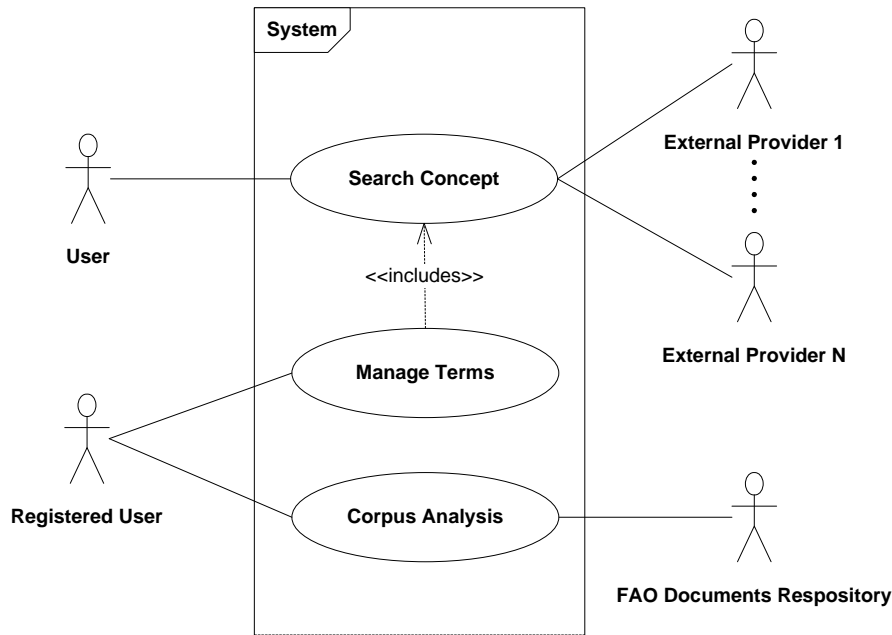 System
External Provider 1
Search Concept
User
<<includes>>
External Provider N
Manage Terms
Registered User
Corpus Analysis
FAO Documents Respository